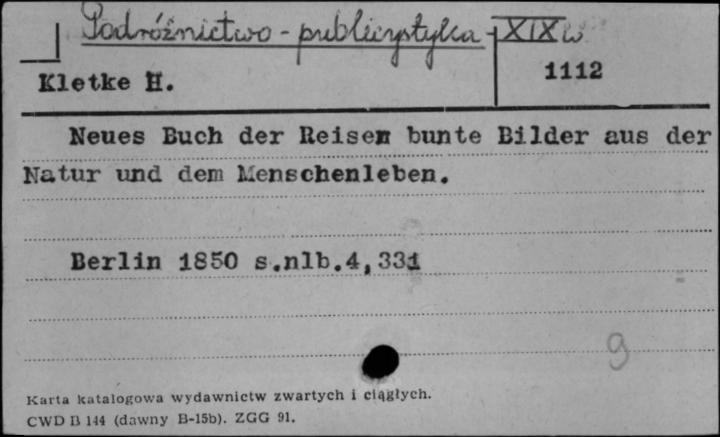 Podróżnictwo - publicystyka - XIX w
Kletke H.
1112
Neues Buch der Reisen bunte Bilder aus der
Natur und dem Menschenleben.
Berlin 1850 s.nlb.4,331
9
Karta katalogowa wydawnictw zwartych i ciągłych.
CWD B 144 (dawny B-15b). ZGG 91.